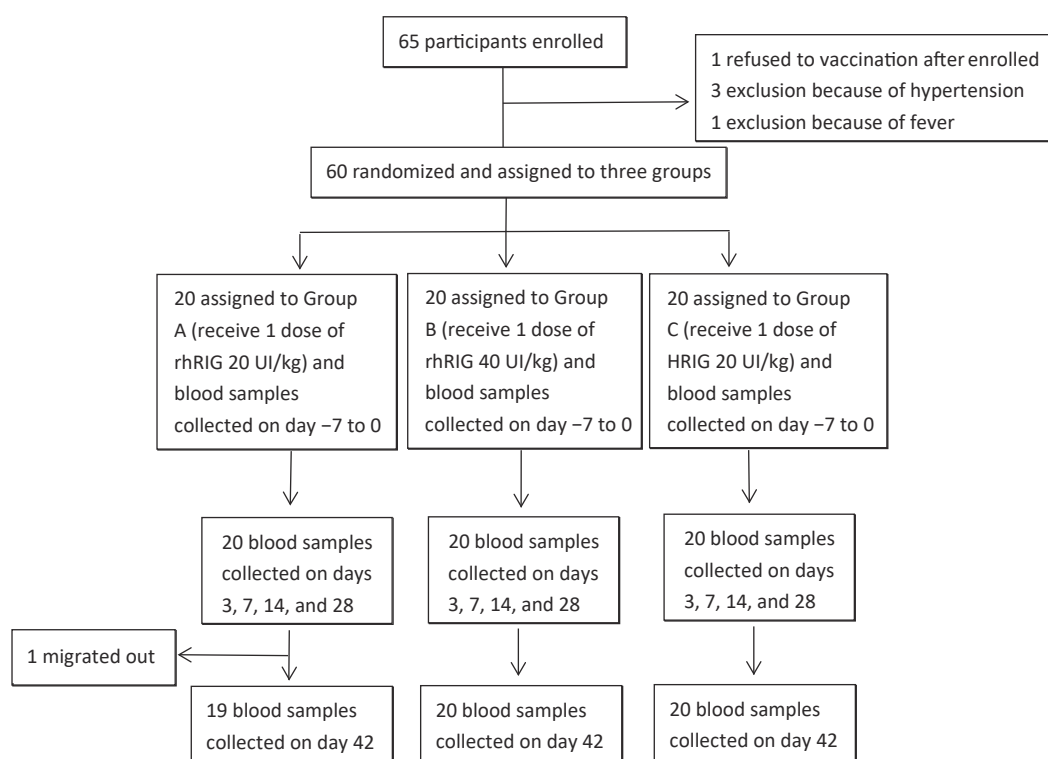 65 participants enrolled
1 refused to vaccination after enrolled
3 exclusion because of hypertension
1 exclusion because of fever
60 randomized and assigned to three groups
20 assigned to Group
A (receive 1 dose of
rhRIG 20 UI/kg) and
blood samples
collected on day −7 to 0
20 assigned to Group
B (receive 1 dose of
rhRIG 40 UI/kg) and
blood samples
collected on day −7 to 0
20 assigned to Group
C (receive 1 dose of
HRIG 20 UI/kg) and
blood samples
collected on day −7 to 0
20 blood samples
collected on days
3, 7, 14, and 28
20 blood samples
collected on days
3, 7, 14, and 28
20 blood samples
collected on days
3, 7, 14, and 28
1 migrated out
19 blood samples
collected on day 42
20 blood samples
collected on day 42
20 blood samples
collected on day 42